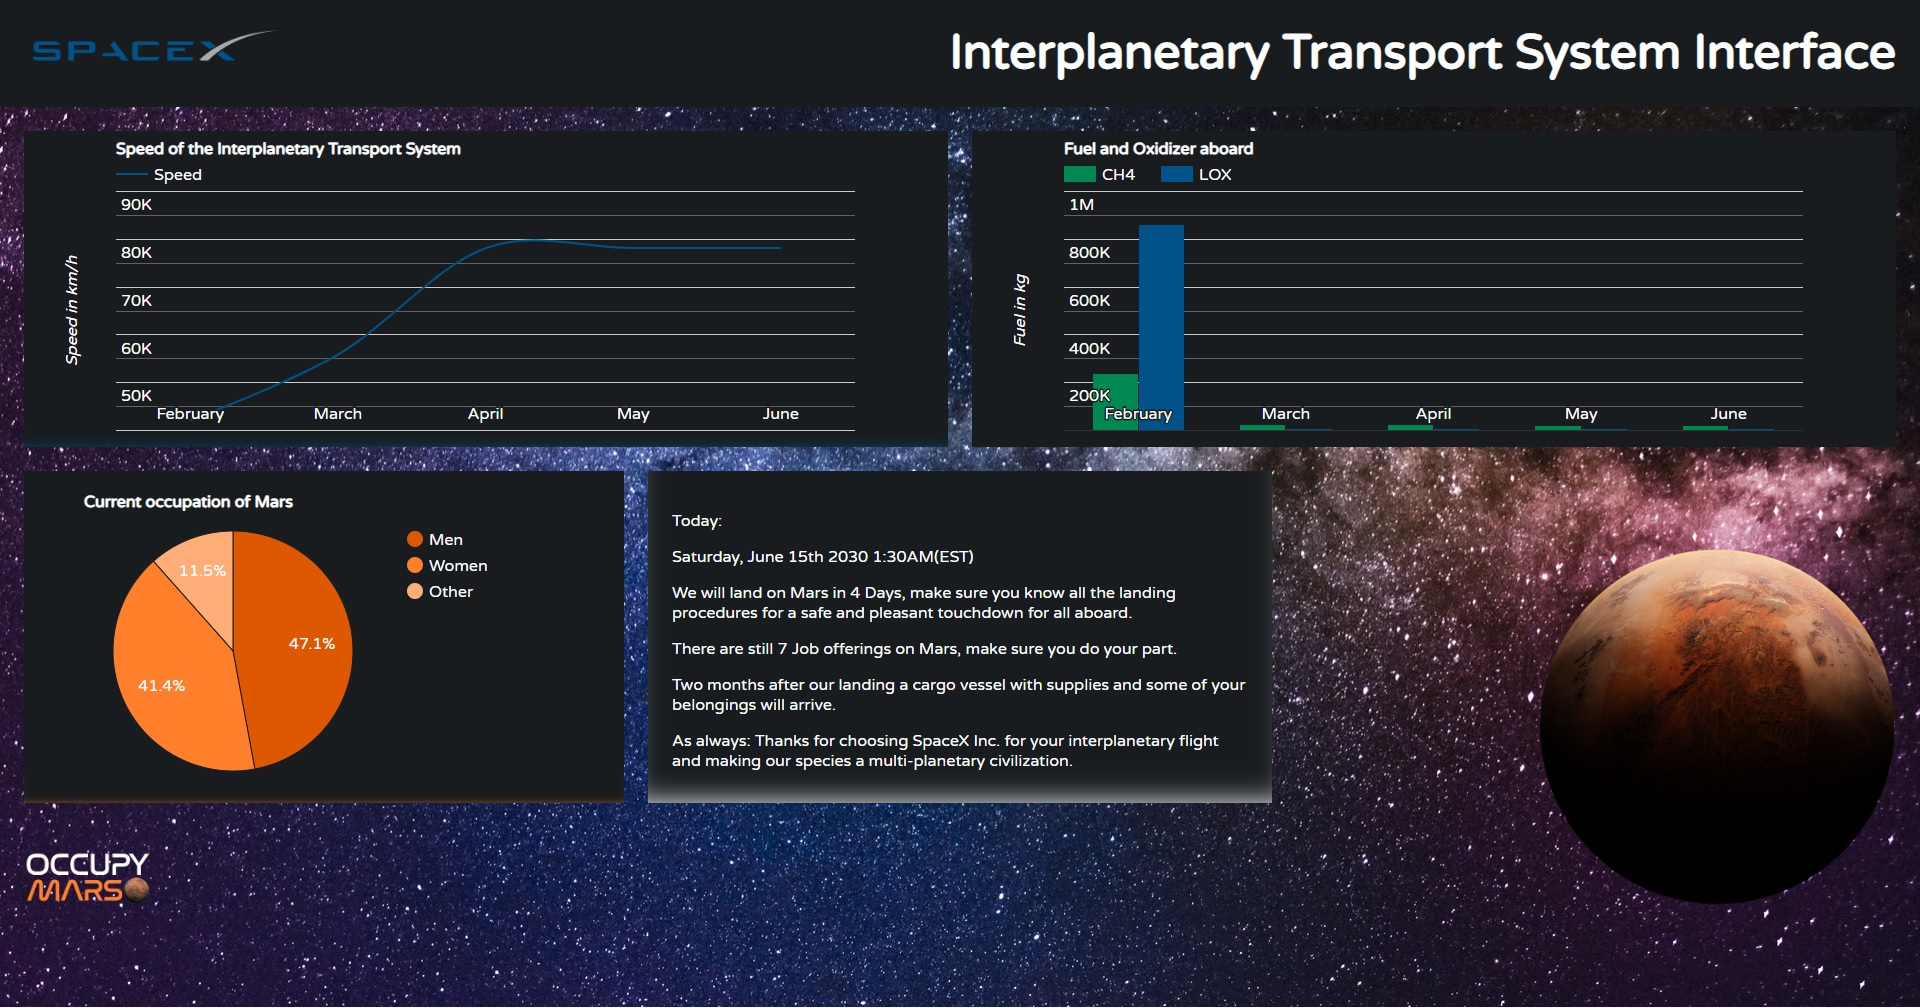 SPACEX
Interplanetary Transport System Interface
Speed of the Interplanetary Transport System
Speed
90K
80K
70K
60K
50K
Speed in km/h
February March April May June
Fuel and Oxidizer aboard
CH4 LOX
1M
800K
600K
400K
200K
Fuel in kg
February March April May June
Current occupation of Mars
Men
Women
Other
11.5%
47.1%
41.4%
Today:
Saturday, June 15th 2030 1:30AM(EST)
We will land on Mars in 4 Days, make sure you know all the landing
procedures for a safe and pleasant touchdown for all aboard.
There are still 7 Job offerings on Mars, make sure you do your part.
Two months after our landing a cargo vessel with supplies and some of your
belongings will arrive.
As always: Thanks for choosing SpaceX Inc. for your interplanetary flight
and making our species a multi-planetary civilization.
OCCUPY
MARS